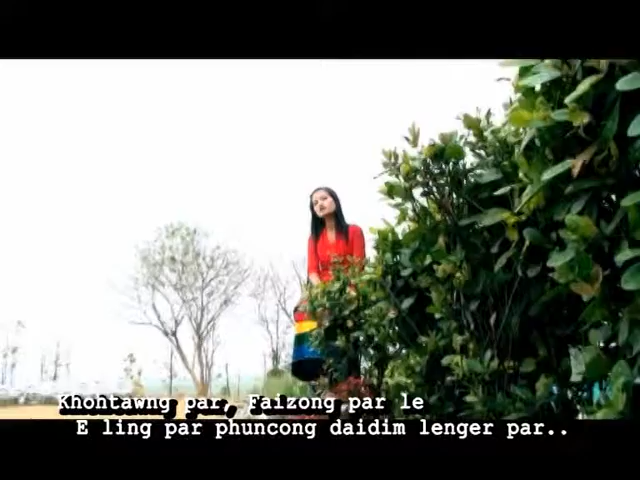 Khohtawng par, Faizong par le
E ling par phuncong daidim lenger par..